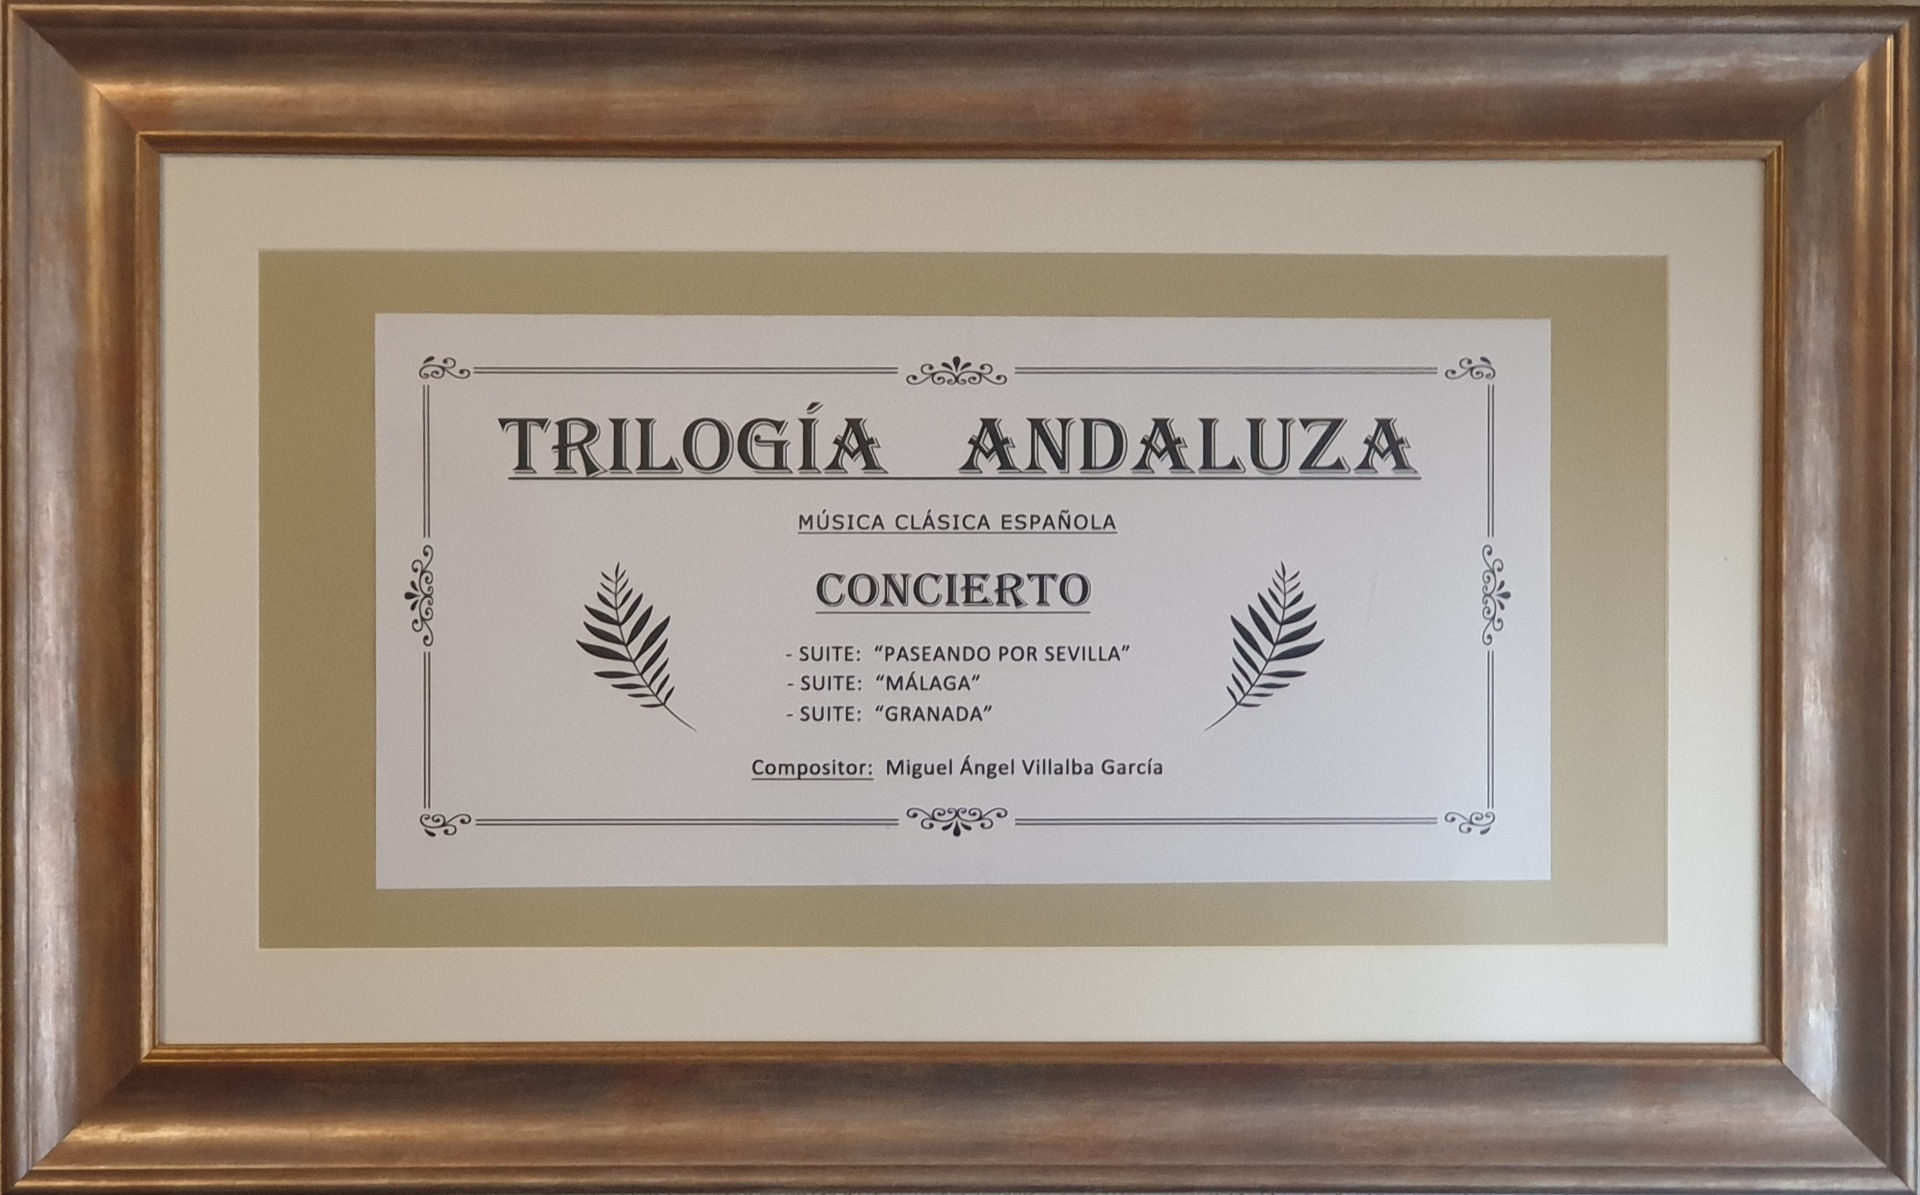 TRILOGÍA ANDALUZA
MÚSICA CLÁSICA ESPAÑOLA
CONCIERTO
- SUITE: “PASEANDO POR SEVILLA”
- SUITE: “MÁLAGA”
- SUITE: “GRANADA”
Compositor: Miguel Ángel Villalba García